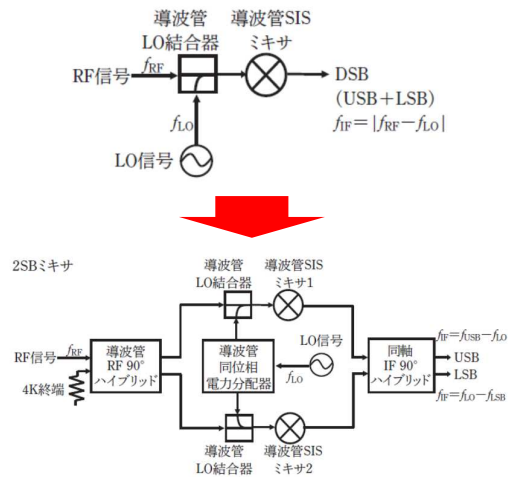 導波管
LO結合器
導波管SIS
ミキサ
RF信号
fRF
DSB
(USB+LSB)
fIF=|fRF−fLO|
fLO
LO信号
2SBミキサ
導波管
LO結合器
導波管SIS
ミキサ1
RF信号
fRF
4K終端
導波管
RF 90°
ハイブリッド
導波管
同位相
電力分配器
LO信号
fLO
同軸
IF 90°
ハイブリッド
fIF=fUSB−fLO
USB
LSB
fIF=fLO−fLSB
導波管
LO結合器
導波管SIS
ミキサ2